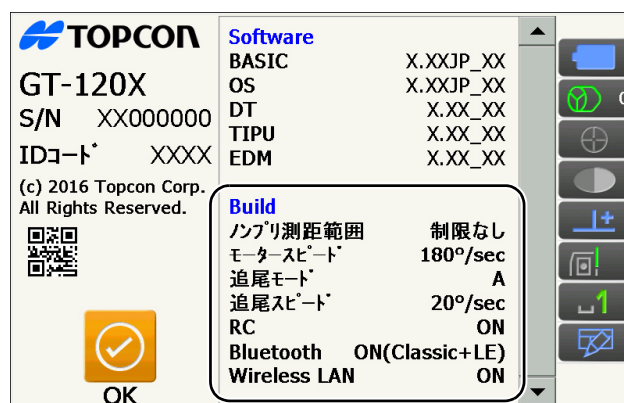 TOPCON
GT-120X
S/N XX000000
IDｺｰﾄﾞ XXXX
(c) 2016 Topcon Corp.
All Rights Reserved.
OK
Software
BASIC X.XXJP_XX
OS X.XXJP_XX
DT X.XX_XX
TIPU X.XX_XX
EDM X.XX_XX
Build
ﾉﾝﾌﾟﾘ測距範囲 制限なし
ﾓｰﾀｰｽﾋﾟｰﾄﾞ 180º/sec
追尾ﾓｰﾄﾞ A
追尾ｽﾋﾟｰﾄﾞ 20º/sec
RC ON
Bluetooth ON(Classic+LE)
Wireless LAN ON
1